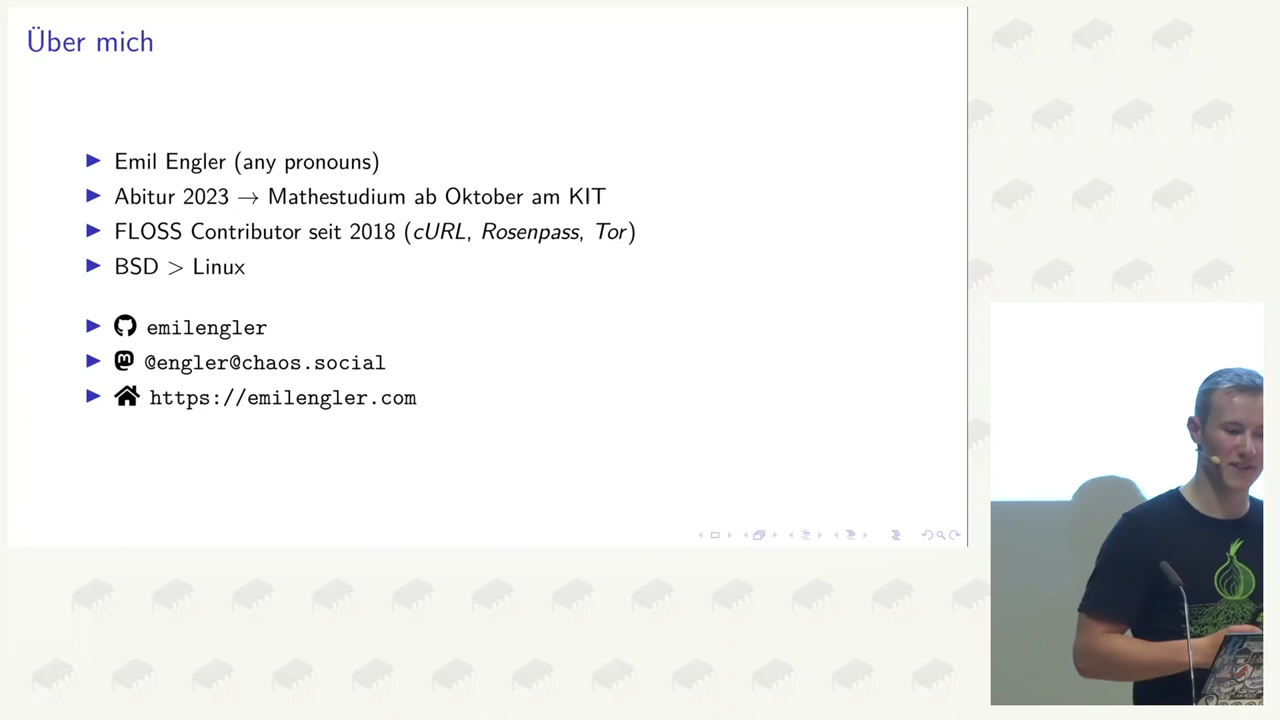 Über mich
Emil Engler (any pronouns)
Abitur 2023 → Mathestudium ab Oktober am KIT
FLOSS Contributor seit 2018 (cURL, Rosenpass, Tor)
BSD > Linux
emilengler
@engler@chaos.social
https://emilengler.com